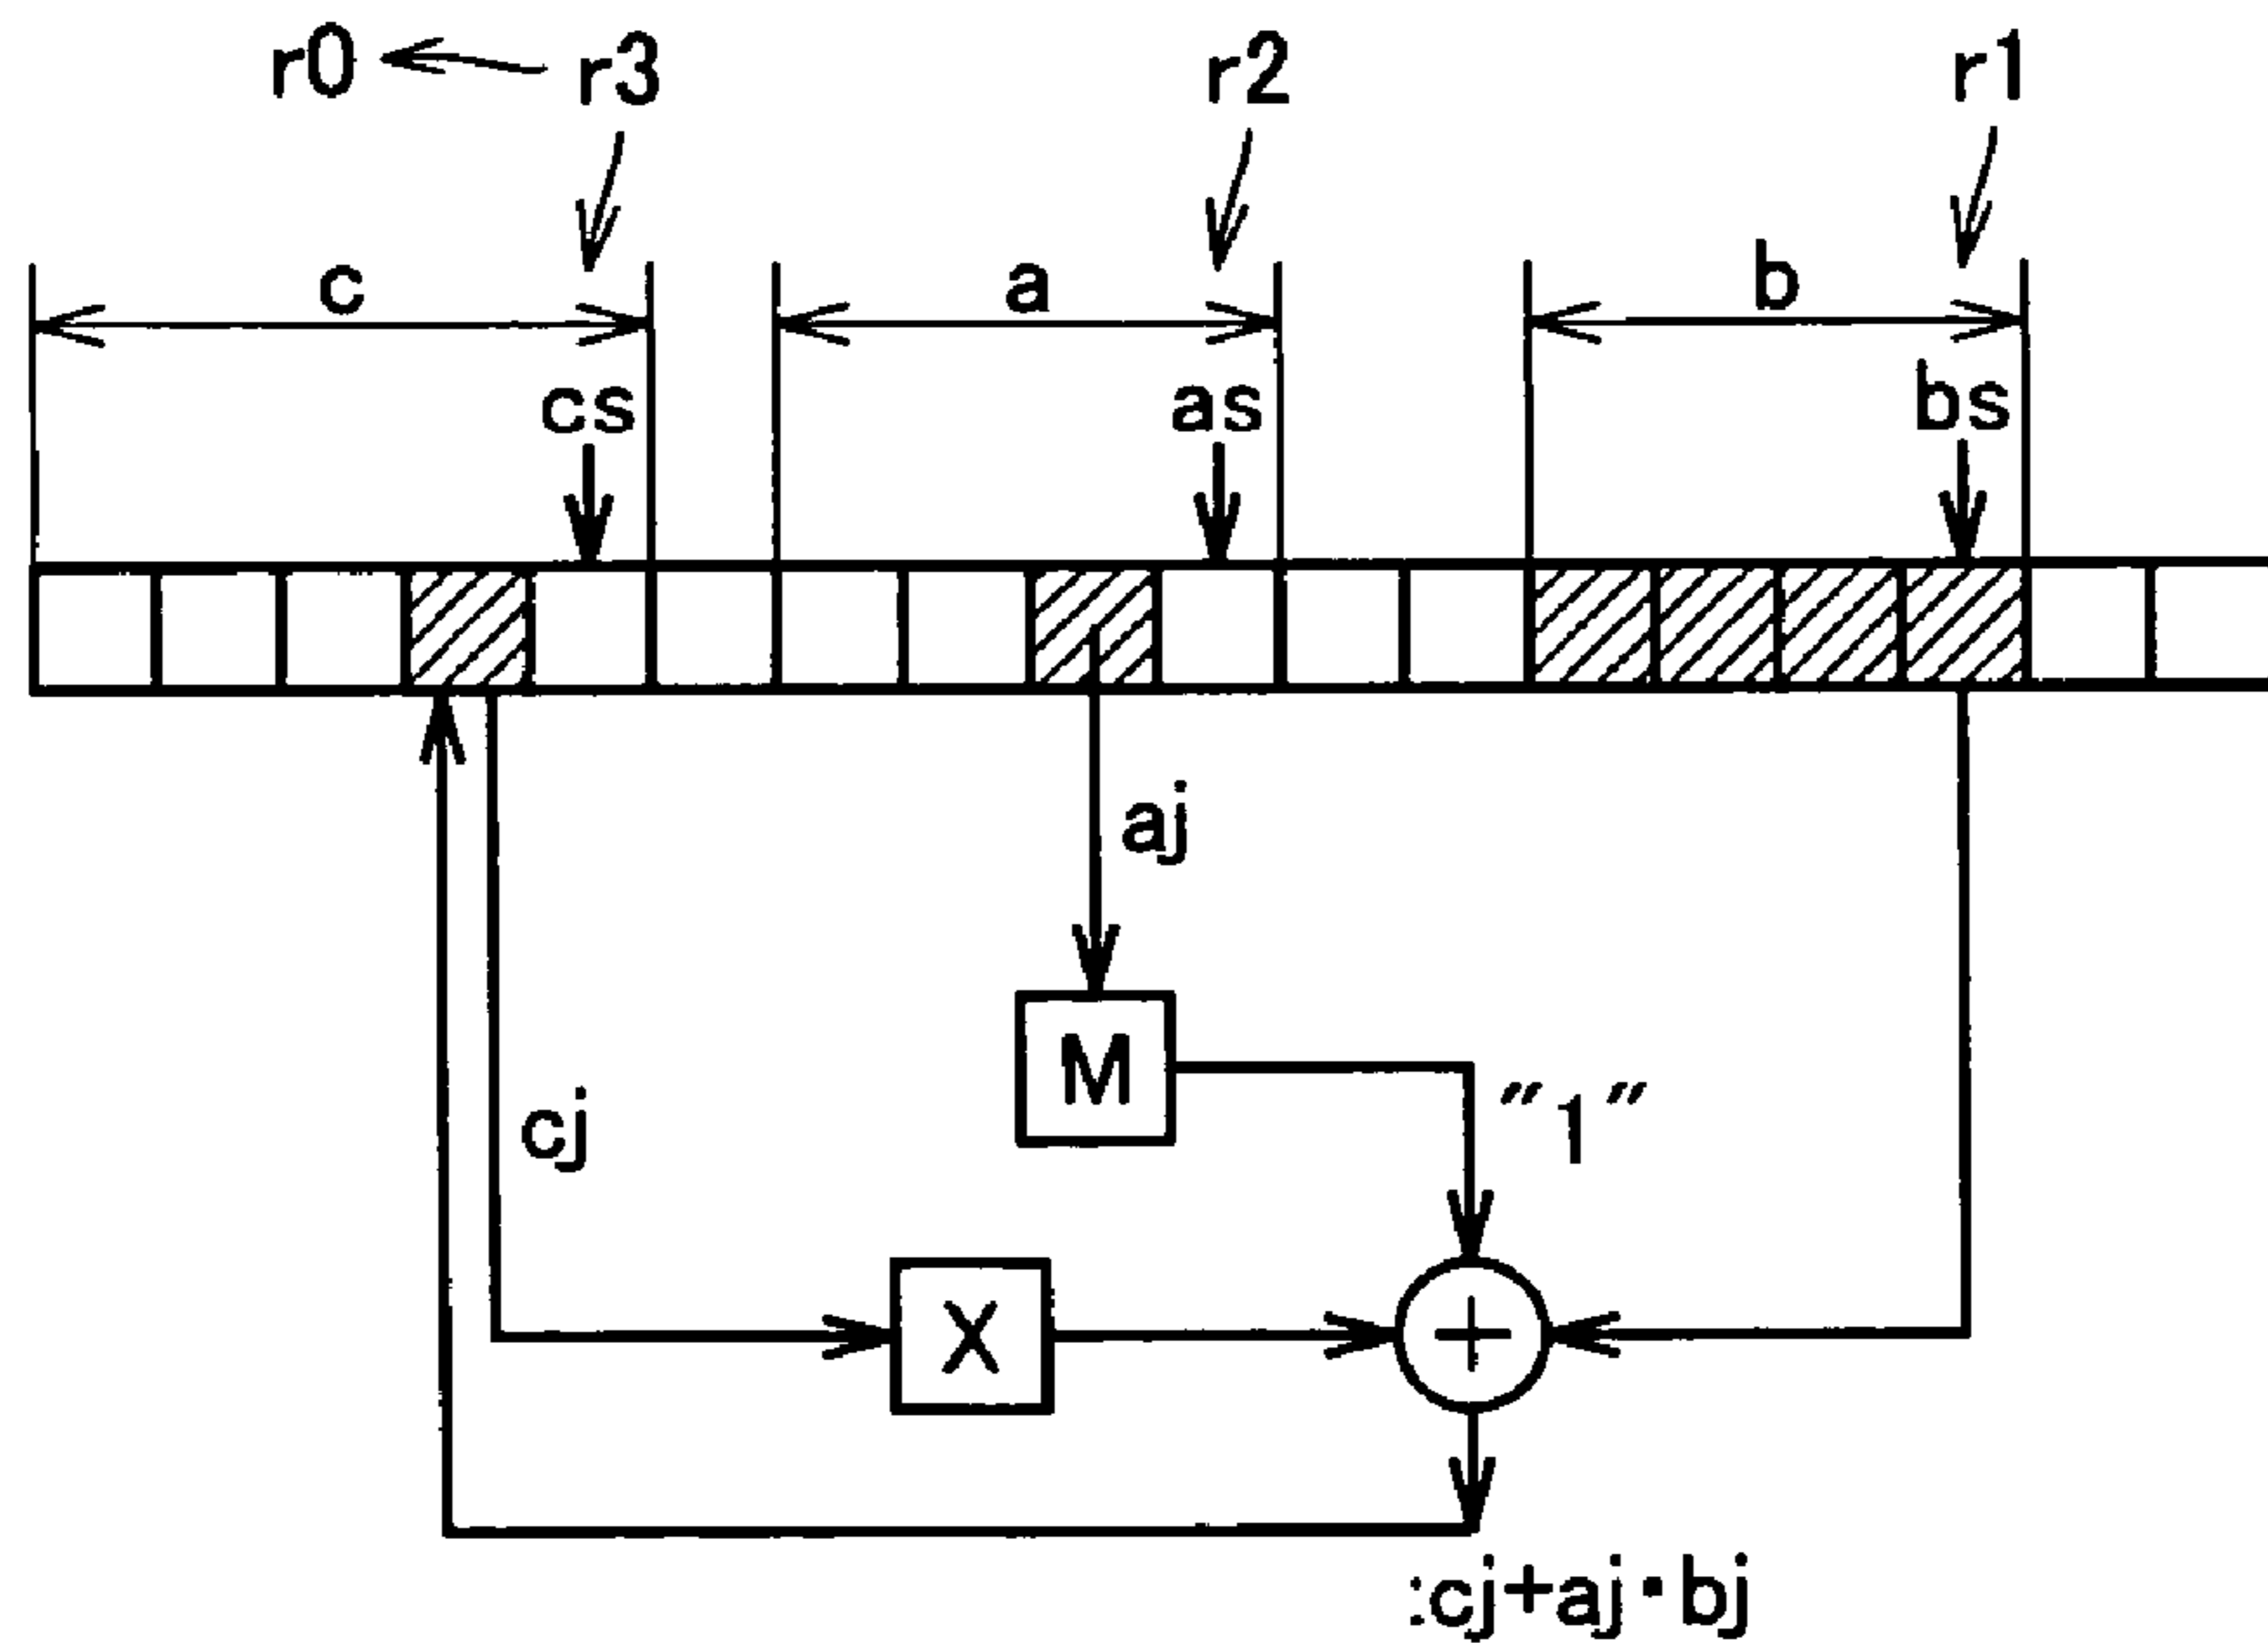 r0 r3 r2 r1
c a b
cs as bs
aj
M
"1"
cj
X +
:cj+aj·bj